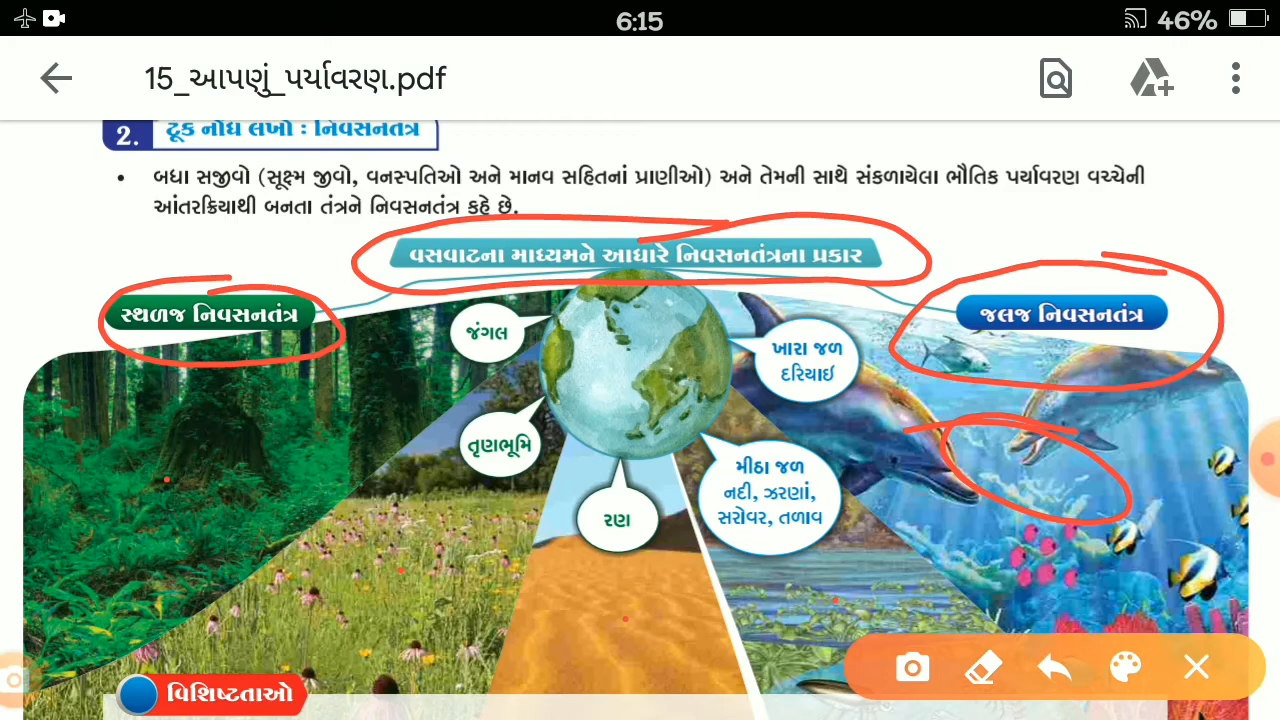 6:15
46%
15_આપણું_પર્યાવરણ.pdf
2. ટૂંક નોંધ લખો : નિવસનતંત્ર
• બધા સજીવો (સૂક્ષ્મ જીવો, વનસ્પતિઓ અને માનવ સહિતનાં પ્રાણીઓ) અને તેમની સાથે સંકળાયેલા ભૌતિક પર્યાવરણ વચ્ચેની
આંતરક્રિયાથી બનતા તંત્રને નિવસનતંત્ર કહે છે.
વસવાટના માધ્યમને આધારે નિવસનતંત્રના પ્રકાર
સ્થળજ નિવસનતંત્ર
જલજ નિવસનતંત્ર
જંગલ
ખારા જળ
દરિયાઈ
તૃણભૂમિ
મીઠા જળ
નદી, ઝરણાં,
સરોવર, તળાવ
રણ
વિશિષ્ટતાઓ